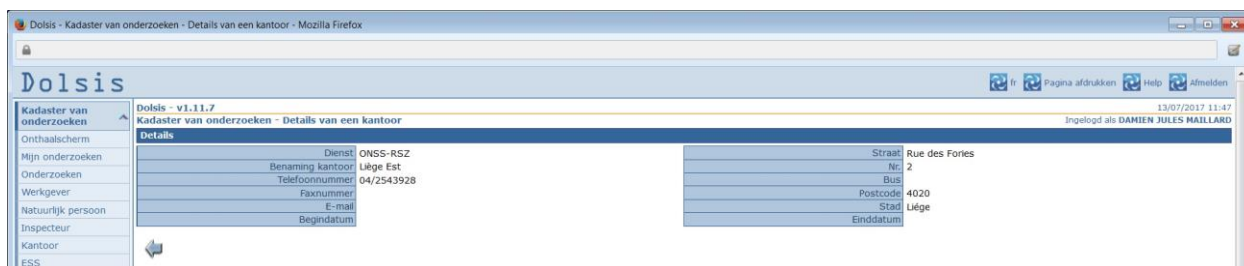 Dolsis - Kadaster van onderzoeken - Details van een kantoor - Mozilla Firefox
Dolsis
fr Pagina afdrukken Help Afmelden
Kadaster van onderzoeken
Onthaalscherm
Mijn onderzoeken
Onderzoeken
Werkgever
Natuurlijk persoon
Inspecteur
Kantoor
ESS
Dolsis - v1.11.7 13/07/2017 11:47
Kadaster van onderzoeken - Details van een kantoor Ingelogd als DAMIEN JULES MAILLARD
Details
Dienst ONSS-RSZ
Benaming kantoor Liège Est
Telefoonnummer 04/2543928
Faxnummer
E-mail
Begindatum
Straat Rue des Fories
Nr. 2
Bus
Postcode 4020
Stad Liége
Einddatum